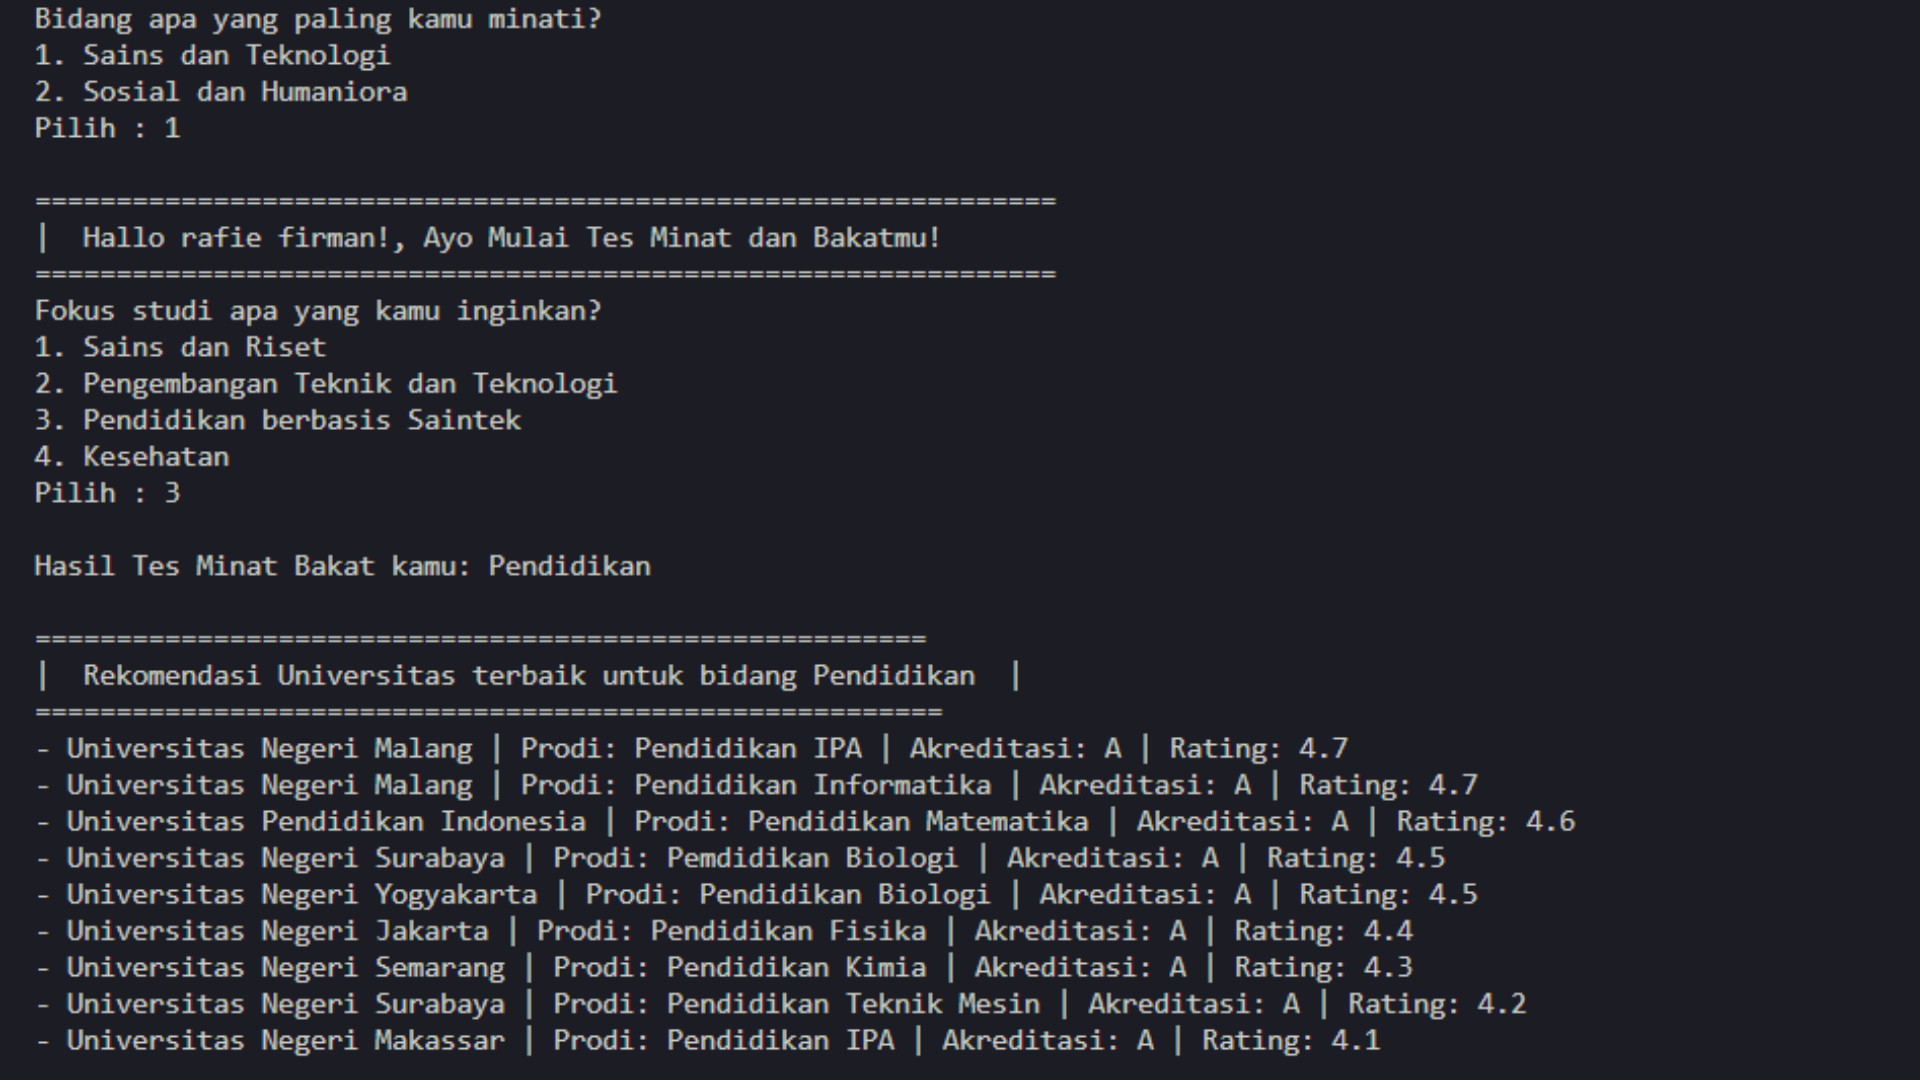 Bidang apa yang paling kamu minati?
1. Sains dan Teknologi
2. Sosial dan Humaniora
Pilih : 1
===============================================================
|  Hallo rafie firman!, Ayo Mulai Tes Minat dan Bakatmu!
===============================================================
Fokus studi apa yang kamu inginkan?
1. Sains dan Riset
2. Pengembangan Teknik dan Teknologi
3. Pendidikan berbasis Saintek
4. Kesehatan
Pilih : 3
Hasil Tes Minat Bakat kamu: Pendidikan
=======================================================
|  Rekomendasi Universitas terbaik untuk bidang Pendidikan  |
========================================================
- Universitas Negeri Malang | Prodi: Pendidikan IPA | Akreditasi: A | Rating: 4.7
- Universitas Negeri Malang | Prodi: Pendidikan Informatika | Akreditasi: A | Rating: 4.7
- Universitas Pendidikan Indonesia | Prodi: Pendidikan Matematika | Akreditasi: A | Rating: 4.6
- Universitas Negeri Surabaya | Prodi: Pemdidikan Biologi | Akreditasi: A | Rating: 4.5
- Universitas Negeri Yogyakarta | Prodi: Pendidikan Biologi | Akreditasi: A | Rating: 4.5
- Universitas Negeri Jakarta | Prodi: Pendidikan Fisika | Akreditasi: A | Rating: 4.4
- Universitas Negeri Semarang | Prodi: Pendidikan Kimia | Akreditasi: A | Rating: 4.3
- Universitas Negeri Surabaya | Prodi: Pendidikan Teknik Mesin | Akreditasi: A | Rating: 4.2
- Universitas Negeri Makassar | Prodi: Pendidikan IPA | Akreditasi: A | Rating: 4.1